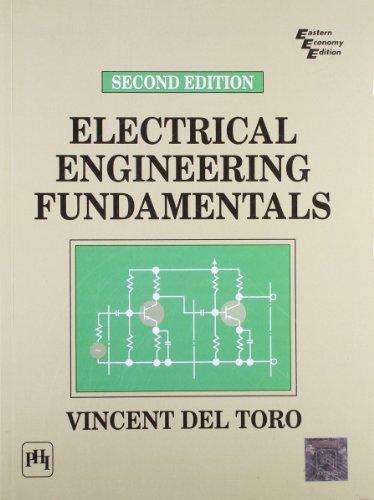 Eastern
Economy
Edition
SECOND EDITION
ELECTRICAL
ENGINEERING
FUNDAMENTALS
VINCENT DEL TORO
PHI